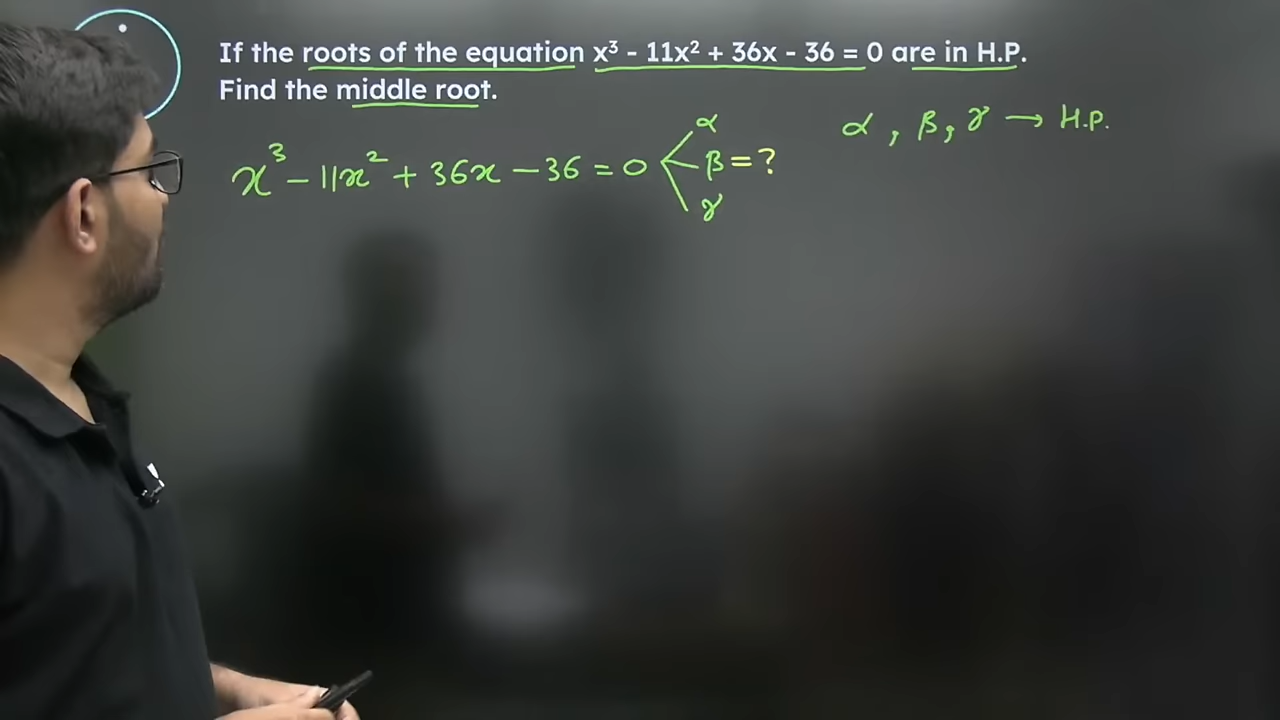 If the roots of the equation x³ - 11x² + 36x - 36 = 0 are in H.P.
Find the middle root.
α , β, γ → H.P.
x³ - 11x² + 36x - 36 = 0
α
β = ?
γ